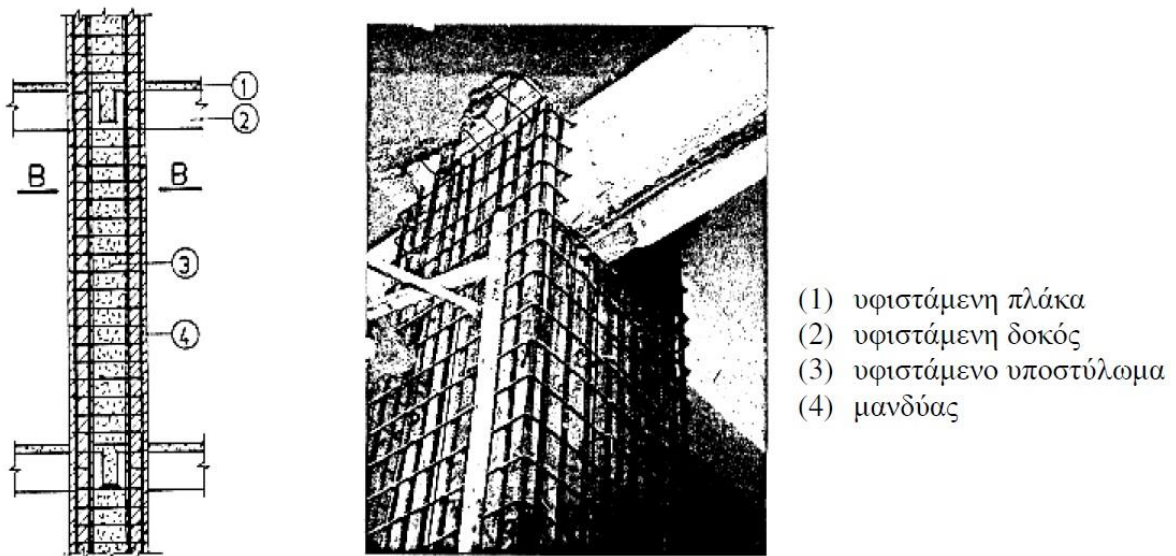 1
2
B B
3
4
(1) υφιστάμενη πλάκα
(2) υφιστάμενη δοκός
(3) υφιστάμενο υποστύλωμα
(4) μανδύας